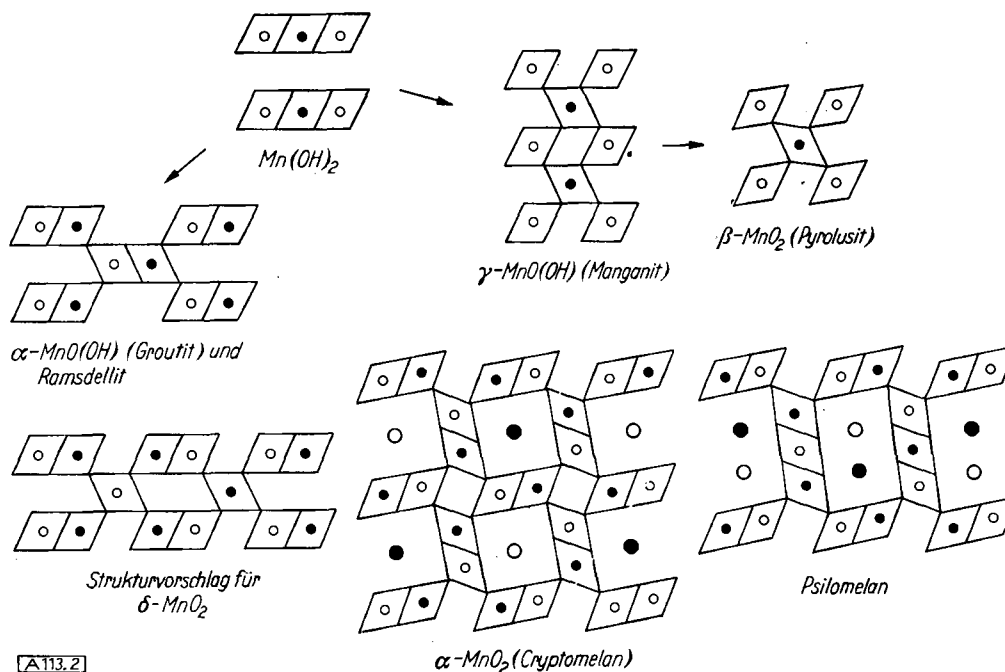 Mn(OH)₂
γ-MnO(OH) (Manganit)
β-MnO₂ (Pyrolusit)
α-MnO(OH) (Groutit) und
Ramsdellit
Strukturvorschlag für
δ-MnO₂
α-MnO₂ (Cryptomelan)
Psilomelan
A 113.2